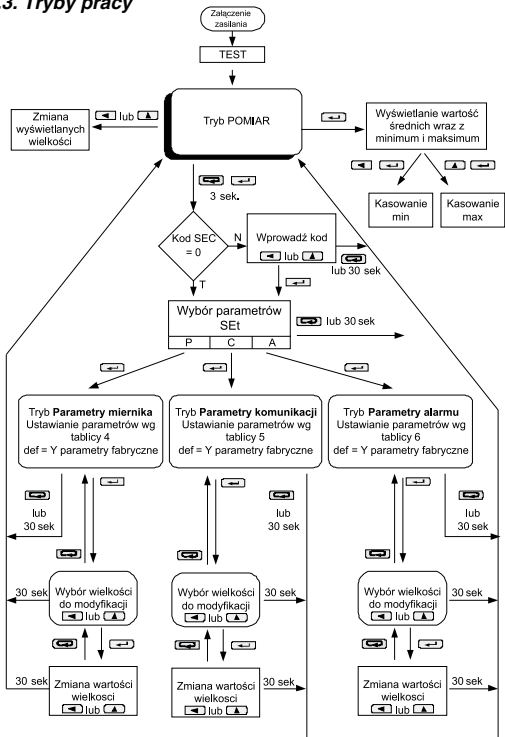 .3. Tryby pracy
Załączenie
zasilania
TEST
Zmiana
wyświetlanych
wielkości
lub
Tryb POMIAR
Wyświetlanie wartość
średnich wraz z
minimum i maksimum
Kasowanie
min
Kasowanie
max
3 sek.
Kod SEC
= 0
N
T
Wprowadź kod
lub
lub 30 sek
Wybór parametrów
SEt
P C A
lub 30 sek
Tryb Parametry miernika
Ustawianie parametrów wg
tablicy 4
def = Y parametry fabryczne
Tryb Parametry komunikacji
Ustawianie parametrów wg
tablicy 5
def = Y parametry fabryczne
Tryb Parametry alarmu
Ustawianie parametrów wg
tablicy 6
def = Y parametry fabryczne
lub
30 sek
lub
30 sek
lub
30 sek
30 sek
Wybór wielkości
do modyfikacji
lub
Wybór wielkości
do modyfikacji
lub
30 sek
Wybór wielkości
do modyfikacji
lub
30 sek
30 sek
Zmiana wartości
wielkosci
lub
Zmiana wartości
wielkosci
lub
30 sek
Zmiana wartości
wielkosci
lub
30 sek